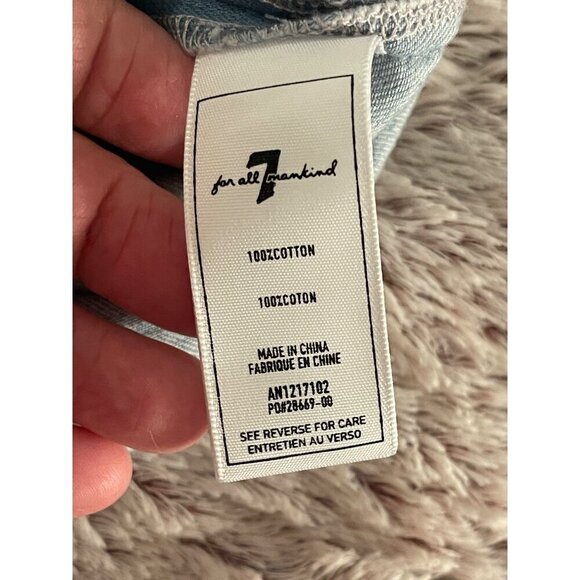 for all 7 mankind
100%COTTON
100%COTON
MADE IN CHINA
FABRIQUE EN CHINE
AN1217102
PO#28669-00
SEE REVERSE FOR CARE
ENTRETIEN AU VERSO